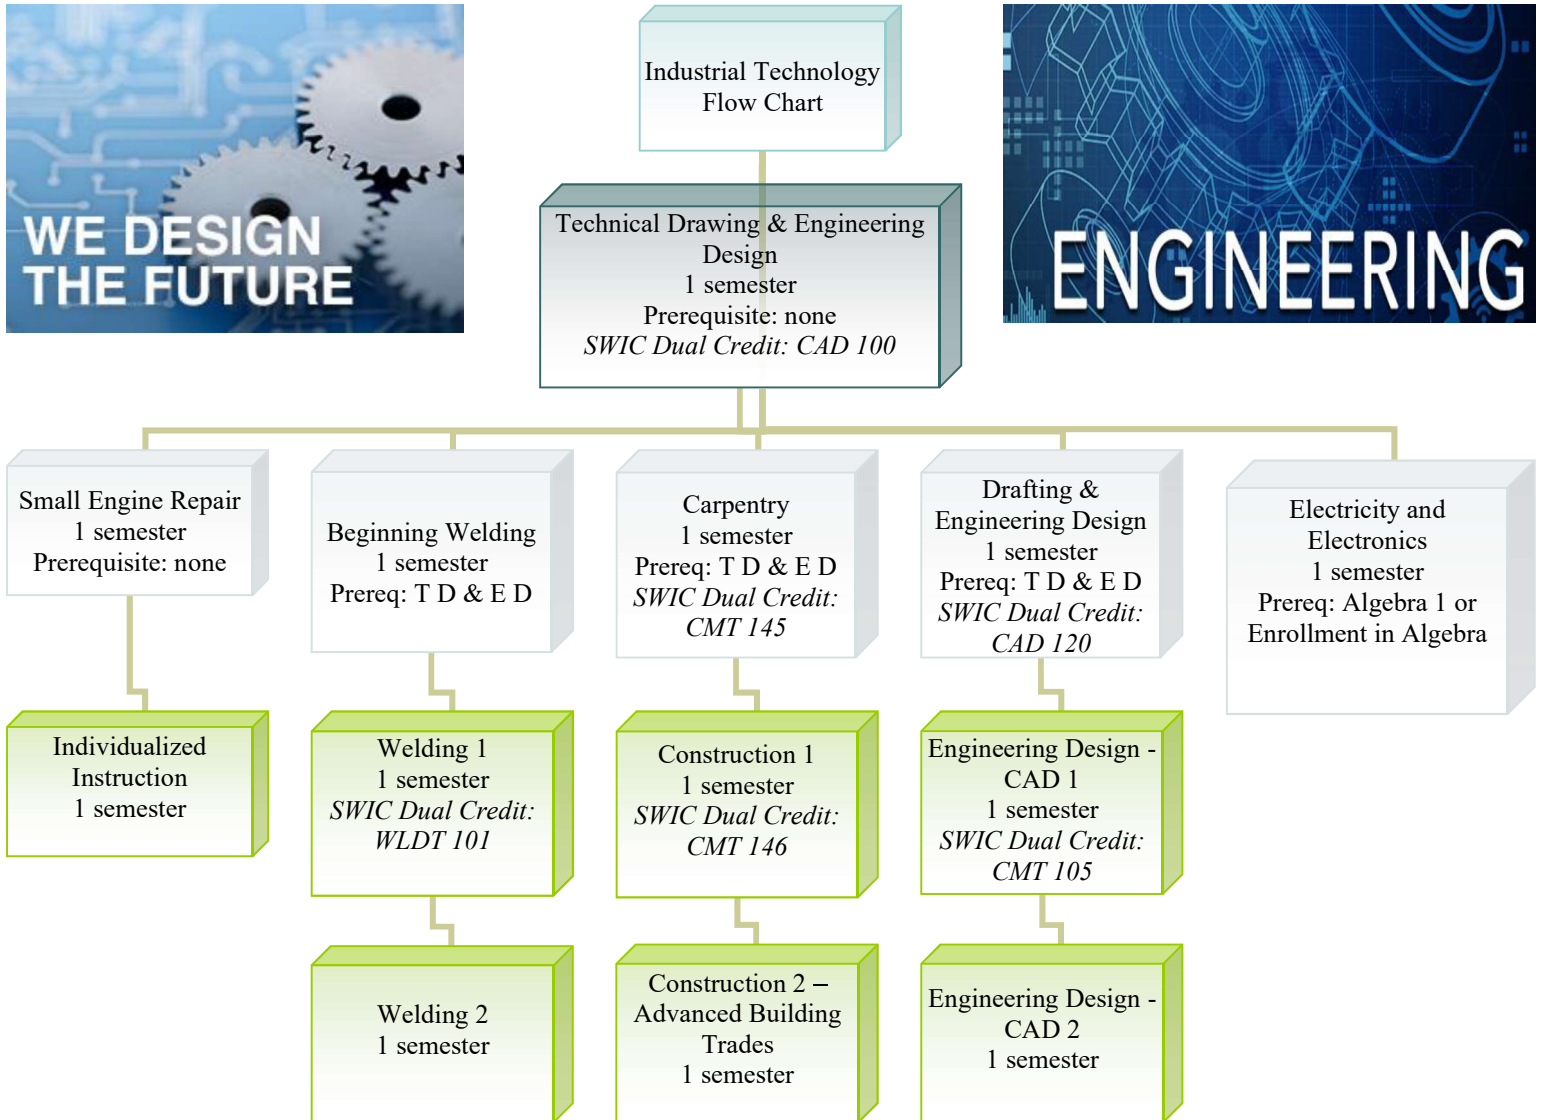 WE DESIGN
THE FUTURE
Industrial Technology
Flow Chart
ENGINEERING
Technical Drawing & Engineering
Design
1 semester
Prerequisite: none
SWIC Dual Credit: CAD 100
Small Engine Repair
1 semester
Prerequisite: none
Beginning Welding
1 semester
Prereq: T D & E D
Carpentry
1 semester
Prereq: T D & E D
SWIC Dual Credit:
CMT 145
Drafting &
Engineering Design
1 semester
Prereq: T D & E D
SWIC Dual Credit:
CAD 120
Electricity and
Electronics
1 semester
Prereq: Algebra 1 or
Enrollment in Algebra
Individualized
Instruction
1 semester
Welding 1
1 semester
SWIC Dual Credit:
WLDT 101
Construction 1
1 semester
SWIC Dual Credit:
CMT 146
Engineering Design -
CAD 1
1 semester
SWIC Dual Credit:
CMT 105
Welding 2
1 semester
Construction 2 –
Advanced Building
Trades
1 semester
Engineering Design -
CAD 2
1 semester